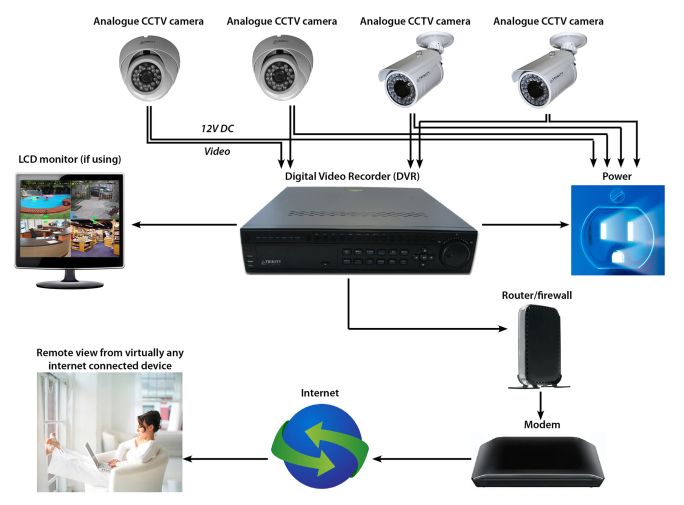 Analogue CCTV camera
Analogue CCTV camera
Analogue CCTV camera
Analogue CCTV camera
12V DC
Video
LCD monitor (if using)
Digital Video Recorder (DVR)
Power
TRINITY
Router/firewall
Remote view from virtually any
internet connected device
Internet
Modem